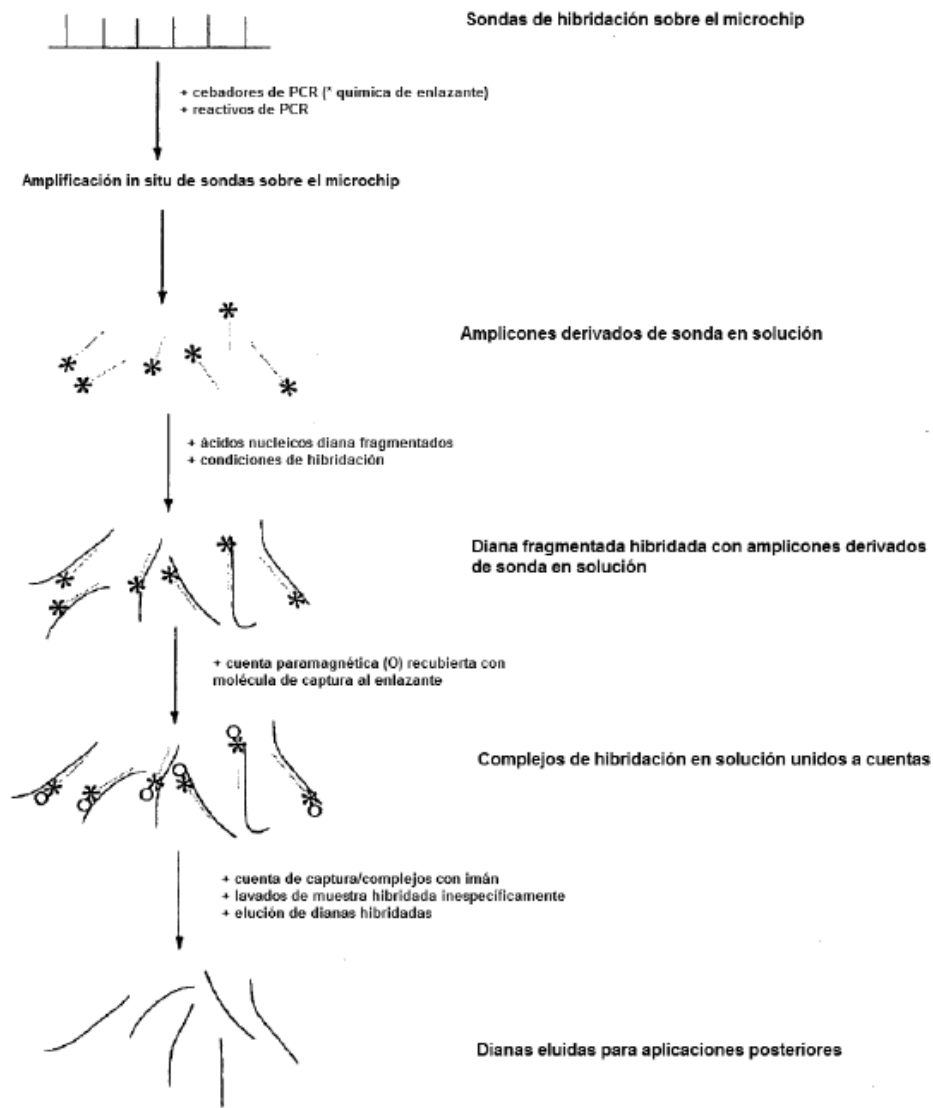 Sondas de hibridación sobre el microchip
+ cebadores de PCR (* química de enlazante)
+ reactivos de PCR
Amplificación in situ de sondas sobre el microchip
Amplicones derivados de sonda en solución
+ ácidos nucleicos diana fragmentados
+ condiciones de hibridación
Diana fragmentada hibridada con amplicones derivados
de sonda en solución
+ cuenta paramagnética (O) recubierta con
molécula de captura al enlazante
Complejos de hibridación en solución unidos a cuentas
+ cuenta de captura/complejos con imán
+ lavados de muestra hibridada inespecíficamente
+ elución de dianas hibridadas
Dianas eluidas para aplicaciones posteriores